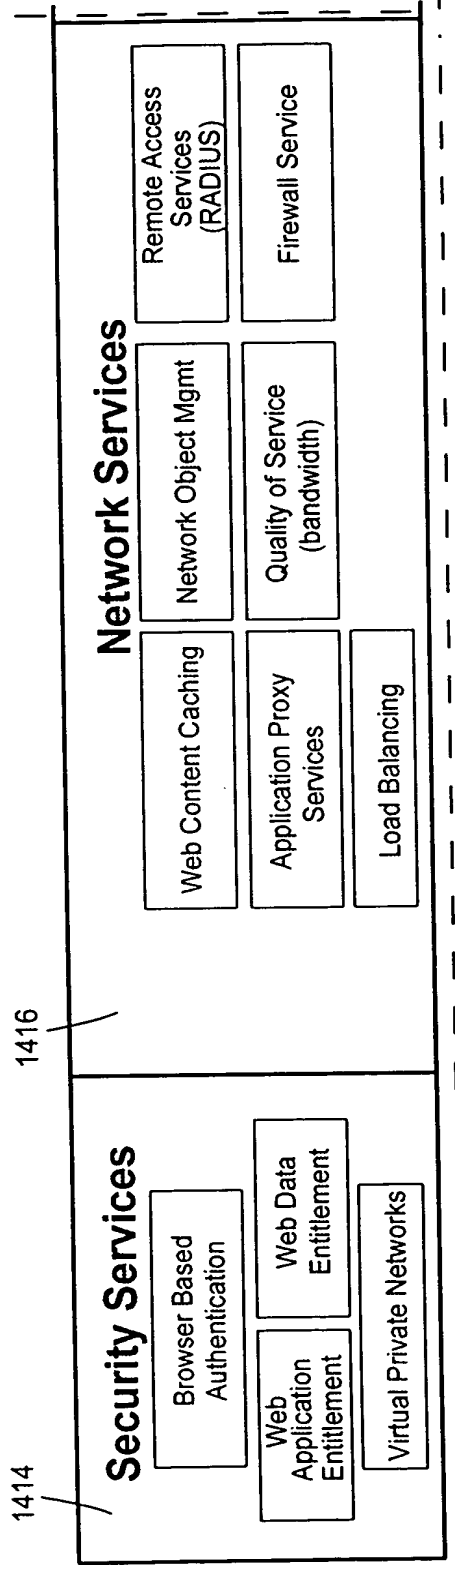 1414
Security Services
Browser Based
Authentication
Web
Application
Entitlement
Web Data
Entitlement
Virtual Private Networks
1416
Network Services
Web Content Caching
Network Object Mgmt
Remote Access
Services
(RADIUS)
Application Proxy
Services
Quality of Service
(bandwidth)
Firewall Service
Load Balancing